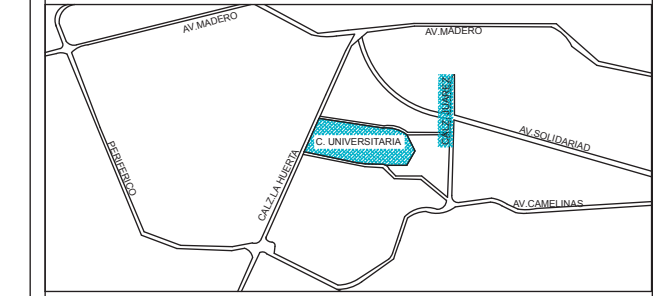 AV.MADERO
AV.MADERO
CALZ.JUAREZ
C. UNIVERSITARIA
AV.SOLIDARIAD
PERIFERICO
CALZ.LA HUERTA
AV.CAMELINAS